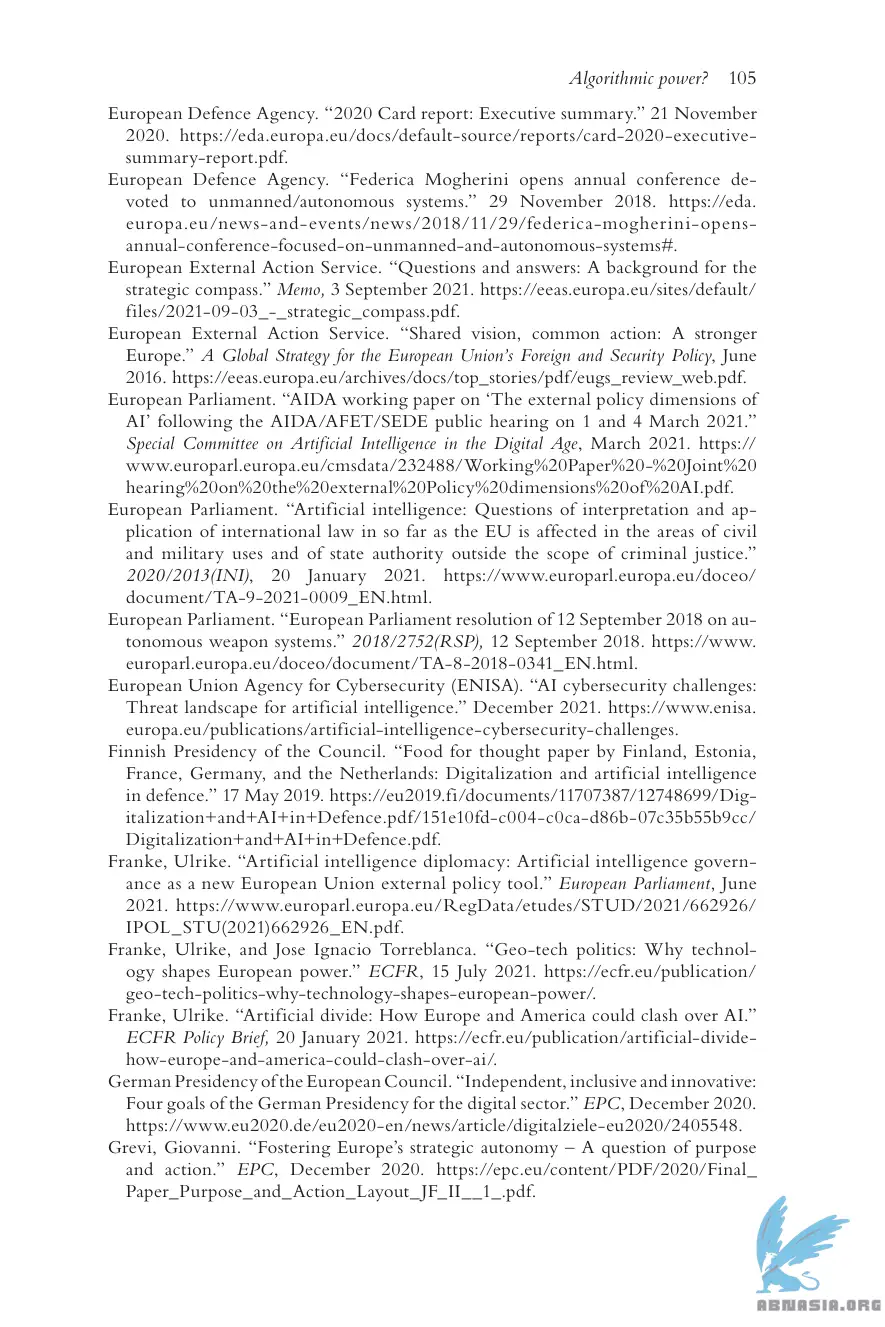 Algorithmic power? 105
European Defence Agency. “2020 Card report: Executive summary.” 21 November
2020. https://eda.europa.eu/docs/default-source/reports/card-2020-executive-
summary-report.pdf.
European Defence Agency. “Federica Mogherini opens annual conference de-
voted to unmanned/autonomous systems.” 29 November 2018. https://eda.
europa.eu/news-and-events/news/2018/11/29/federica-mogherini-opens-
annual-conference-focused-on-unmanned-and-autonomous-systems#.
European External Action Service. “Questions and answers: A background for the
strategic compass.” Memo, 3 September 2021. https://eeas.europa.eu/sites/default/
files/2021-09-03_-_strategic_compass.pdf.
European External Action Service. “Shared vision, common action: A stronger
Europe.” A Global Strategy for the European Union’s Foreign and Security Policy, June
2016. https://eeas.europa.eu/archives/docs/top_stories/pdf/eugs_review_web.pdf.
European Parliament. “AIDA working paper on ‘The external policy dimensions of
AI’ following the AIDA/AFET/SEDE public hearing on 1 and 4 March 2021.”
Special Committee on Artificial Intelligence in the Digital Age, March 2021. https://
www.europarl.europa.eu/cmsdata/232488/Working%20Paper%20-%20Joint%20
hearing%20on%20the%20external%20Policy%20dimensions%20of%20AI.pdf.
European Parliament. “Artificial intelligence: Questions of interpretation and ap-
plication of international law in so far as the EU is affected in the areas of civil
and military uses and of state authority outside the scope of criminal justice.”
2020/2013(INI), 20 January 2021. https://www.europarl.europa.eu/doceo/
document/TA-9-2021-0009_EN.html.
European Parliament. “European Parliament resolution of 12 September 2018 on au-
tonomous weapon systems.” 2018/2752(RSP), 12 September 2018. https://www.
europarl.europa.eu/doceo/document/TA-8-2018-0341_EN.html.
European Union Agency for Cybersecurity (ENISA). “AI cybersecurity challenges:
Threat landscape for artificial intelligence.” December 2021. https://www.enisa.
europa.eu/publications/artificial-intelligence-cybersecurity-challenges.
Finnish Presidency of the Council. “Food for thought paper by Finland, Estonia,
France, Germany, and the Netherlands: Digitalization and artificial intelligence
in defence.” 17 May 2019. https://eu2019.fi/documents/11707387/12748699/Dig-
italization+and+AI+in+Defence.pdf/151e10fd-c004-c0ca-d86b-07c35b55b9cc/
Digitalization+and+AI+in+Defence.pdf.
Franke, Ulrike. “Artificial intelligence diplomacy: Artificial intelligence govern-
ance as a new European Union external policy tool.” European Parliament, June
2021. https://www.europarl.europa.eu/RegData/etudes/STUD/2021/662926/
IPOL_STU(2021)662926_EN.pdf.
Franke, Ulrike, and Jose Ignacio Torreblanca. “Geo-tech politics: Why technol-
ogy shapes European power.” ECFR, 15 July 2021. https://ecfr.eu/publication/
geo-tech-politics-why-technology-shapes-european-power/.
Franke, Ulrike. “Artificial divide: How Europe and America could clash over AI.”
ECFR Policy Brief, 20 January 2021. https://ecfr.eu/publication/artificial-divide-
how-europe-and-america-could-clash-over-ai/.
German Presidency of the European Council. “Independent, inclusive and innovative:
Four goals of the German Presidency for the digital sector.” EPC, December 2020.
https://www.eu2020.de/eu2020-en/news/article/digitalziele-eu2020/2405548.
Grevi, Giovanni. “Fostering Europe’s strategic autonomy – A question of purpose
and action.” EPC, December 2020. https://epc.eu/content/PDF/2020/Final_
Paper_Purpose_and_Action_Layout_JF_II__1_.pdf.
ABNASIA.ORG